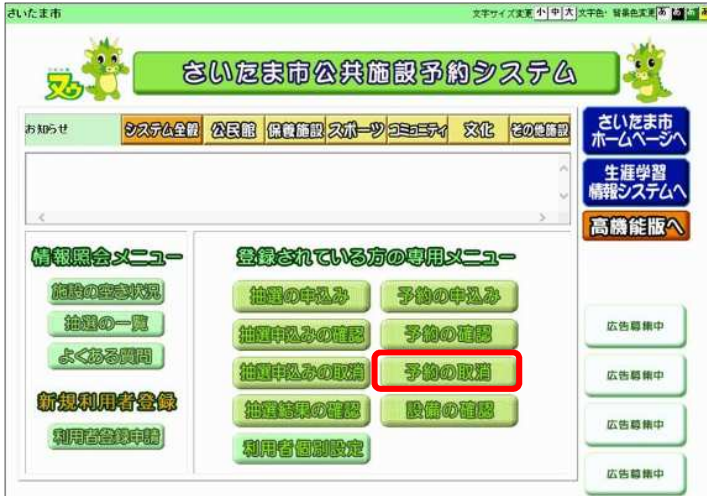 さいたま市
文字サイズ変更 小 中 大 文字色・背景色変更 あ あ あ あ
さいたま市公共施設予約システム
お知らせ
システム全般 公民館 保養施設 スポーツ コミュニティ 文化 その他施設
さいたま市
ホームページへ
生涯学習
情報システムへ
高機能版へ
情報照会メニュー
施設の空き状況
抽選の一覧
よくある質問
新規利用者登録
利用者登録申請
登録されている方の専用メニュー
抽選の申込み 予約の申込み
抽選申込みの確認 予約の確認
抽選申込みの取消 予約の取消
抽選結果の確認 設備の確認
利用者個別設定
広告募集中
広告募集中
広告募集中
広告募集中